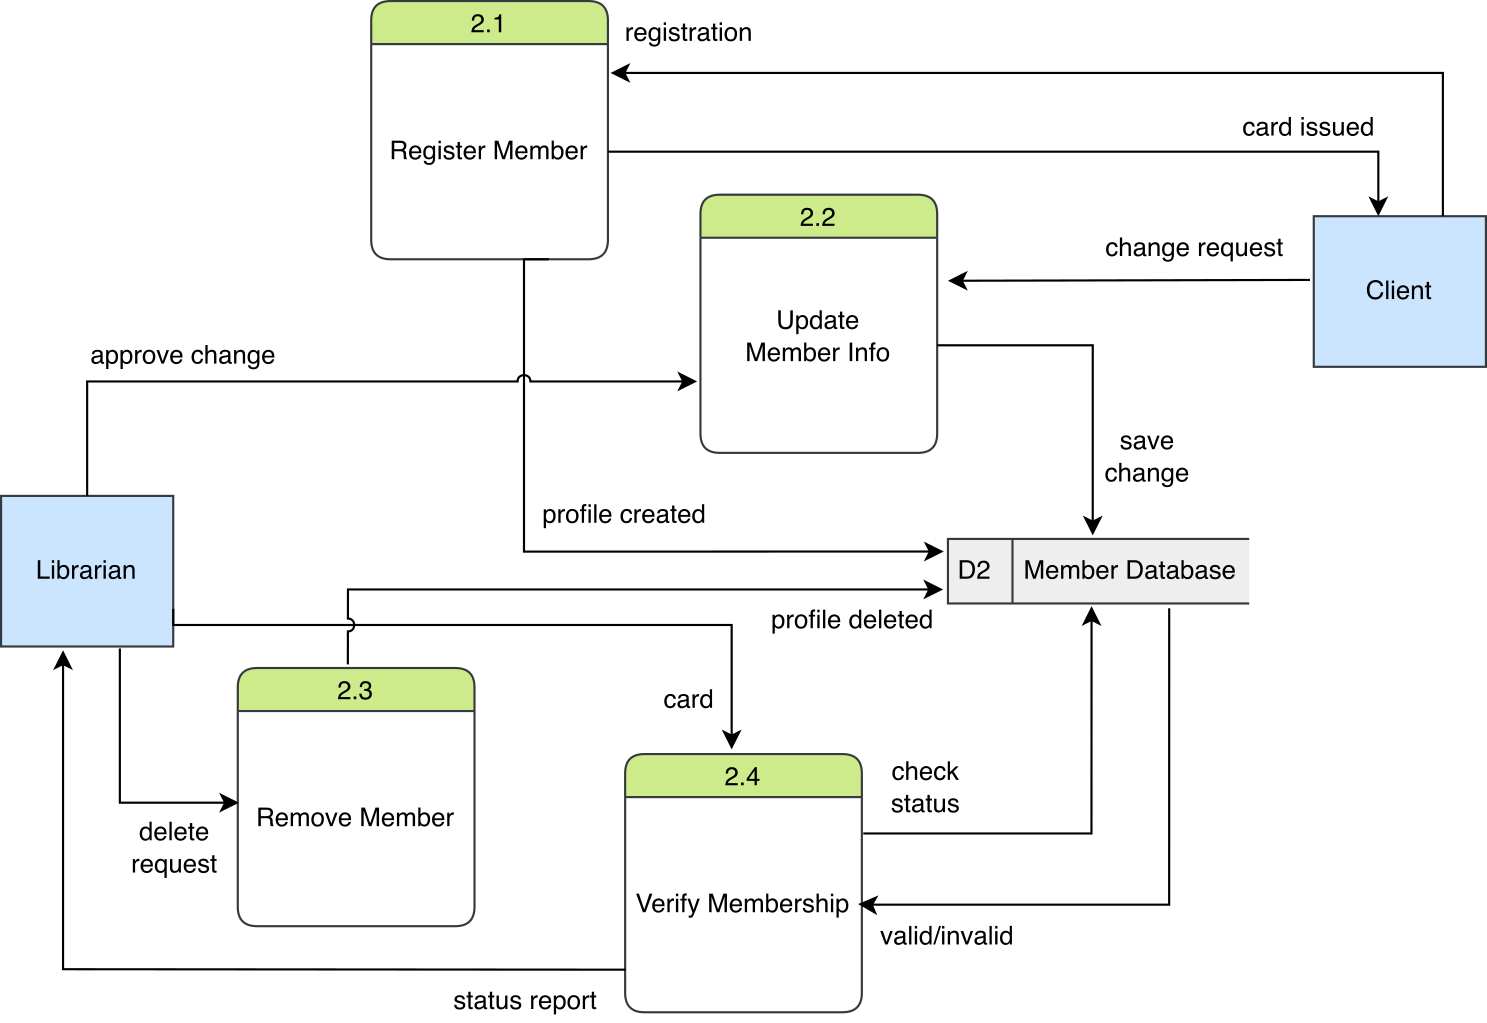 2.1
registration
Register Member
card issued
2.2
change request
Client
Update
Member Info
approve change
save
change
profile created
Librarian
D2
Member Database
profile deleted
2.3
card
2.4
check
status
Remove Member
delete
request
Verify Membership
valid/invalid
status report